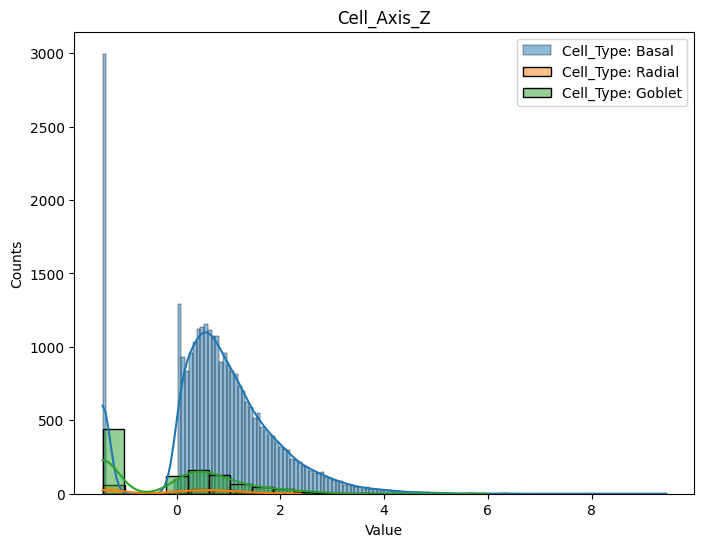 Cell_Axis_Z
Cell_Type: Basal
Cell_Type: Radial
Cell_Type: Goblet
3000
2500
2000
1500
1000
500
0
Counts
0
2
4
6
8
Value